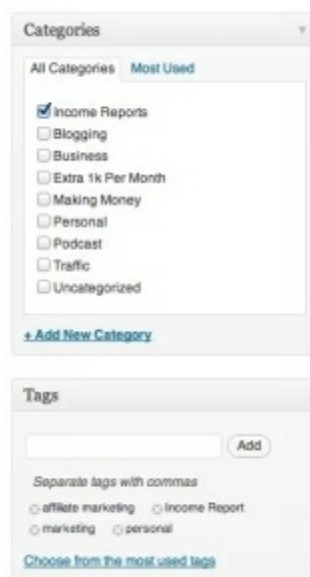 Categories
All Categories Most Used
Income Reports
Blogging
Business
Extra 1k Per Month
Making Money
Personal
Podcast
Traffic
Uncategorized
+ Add New Category
Tags
Add
Separate tags with commas
affiliate marketing Income Report
marketing personal
Choose from the most used tags